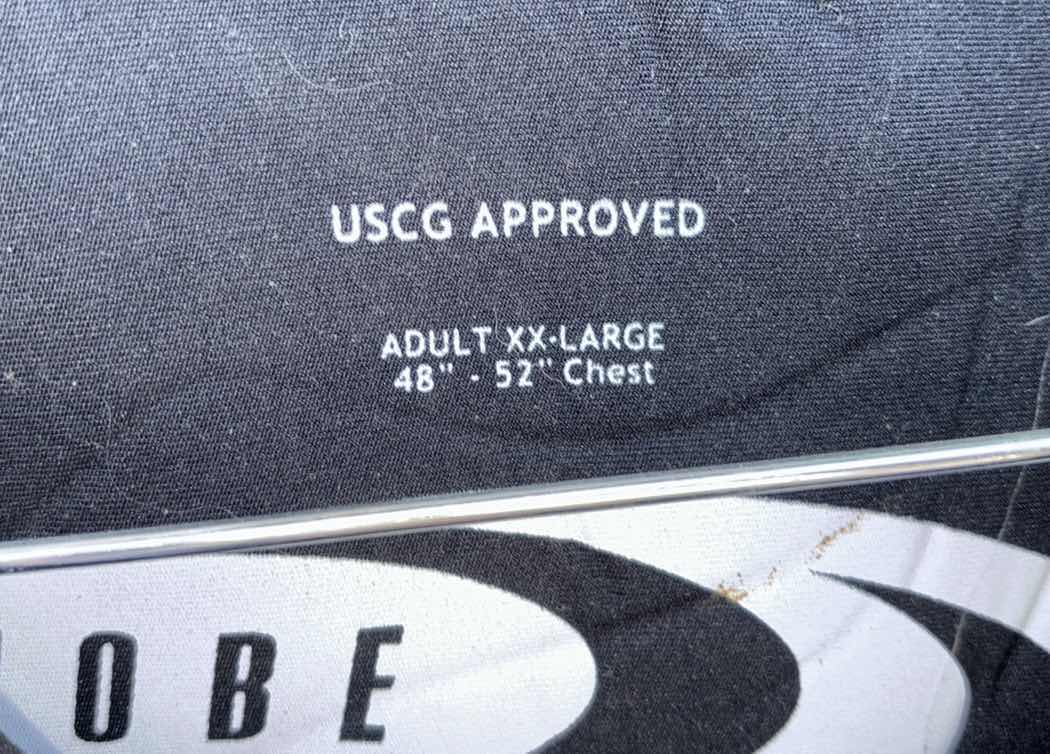 USCG APPROVED
ADULT XX-LARGE
48" - 52" Chest
OBE